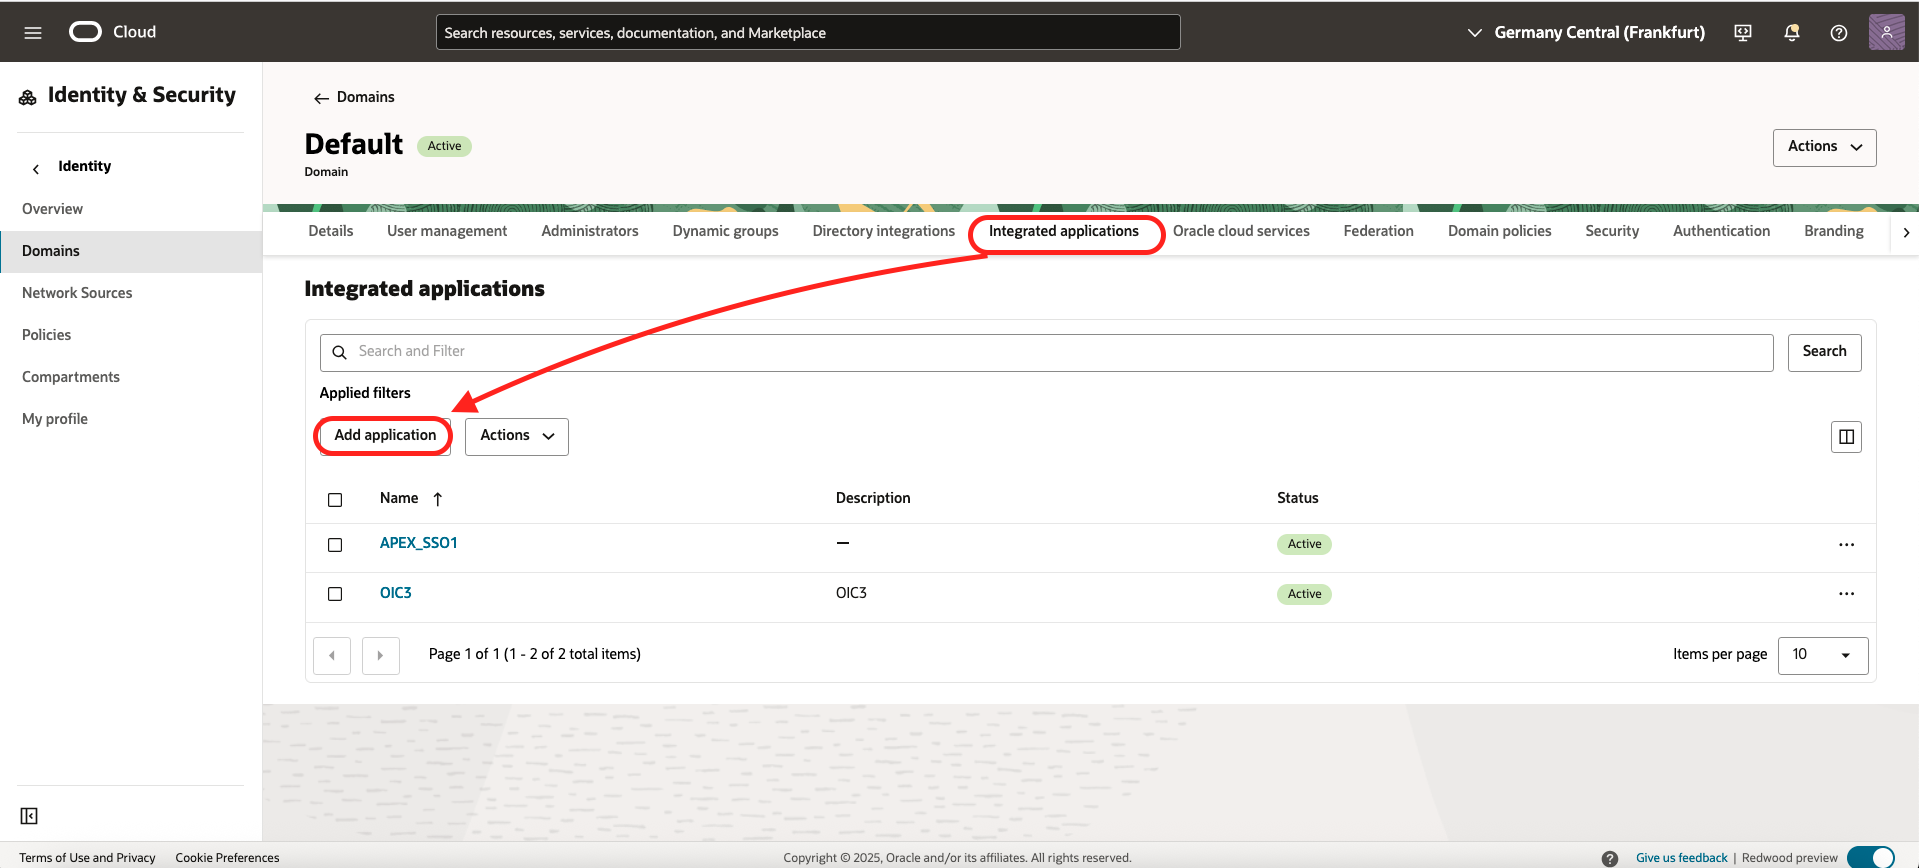 Cloud
Search resources, services, documentation, and Marketplace
Germany Central (Frankfurt)
Identity & Security
Identity
Overview
Domains
Network Sources
Policies
Compartments
My profile
Domains
Default Active
Domain
Actions
Details User management Administrators Dynamic groups Directory integrations Integrated applications Oracle cloud services Federation Domain policies Security Authentication Branding
Integrated applications
Search and Filter
Search
Applied filters
Add application Actions
Name Description Status
APEX_SSO1 — Active
OIC3 OIC3 Active
Page 1 of 1 (1 - 2 of 2 total items)
Items per page 10
Terms of Use and Privacy Cookie Preferences
Copyright © 2025, Oracle and/or its affiliates. All rights reserved.
Give us feedback | Redwood preview